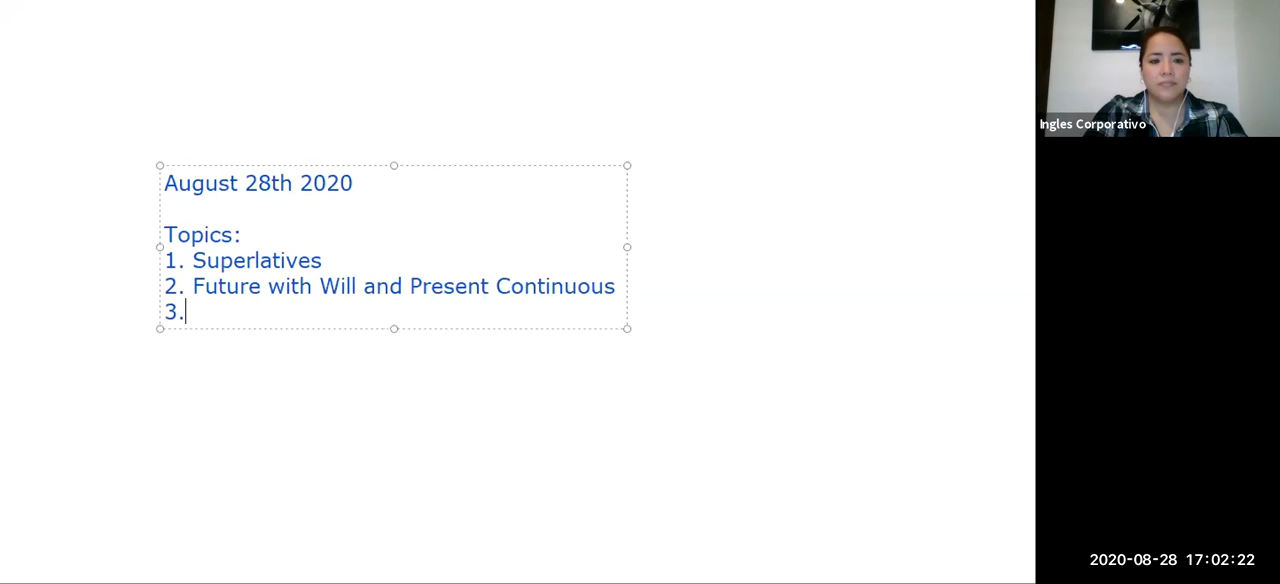 August 28th 2020
Topics:
1. Superlatives
2. Future with Will and Present Continuous
3.
Ingles Corporativo
2020-08-28 17:02:22